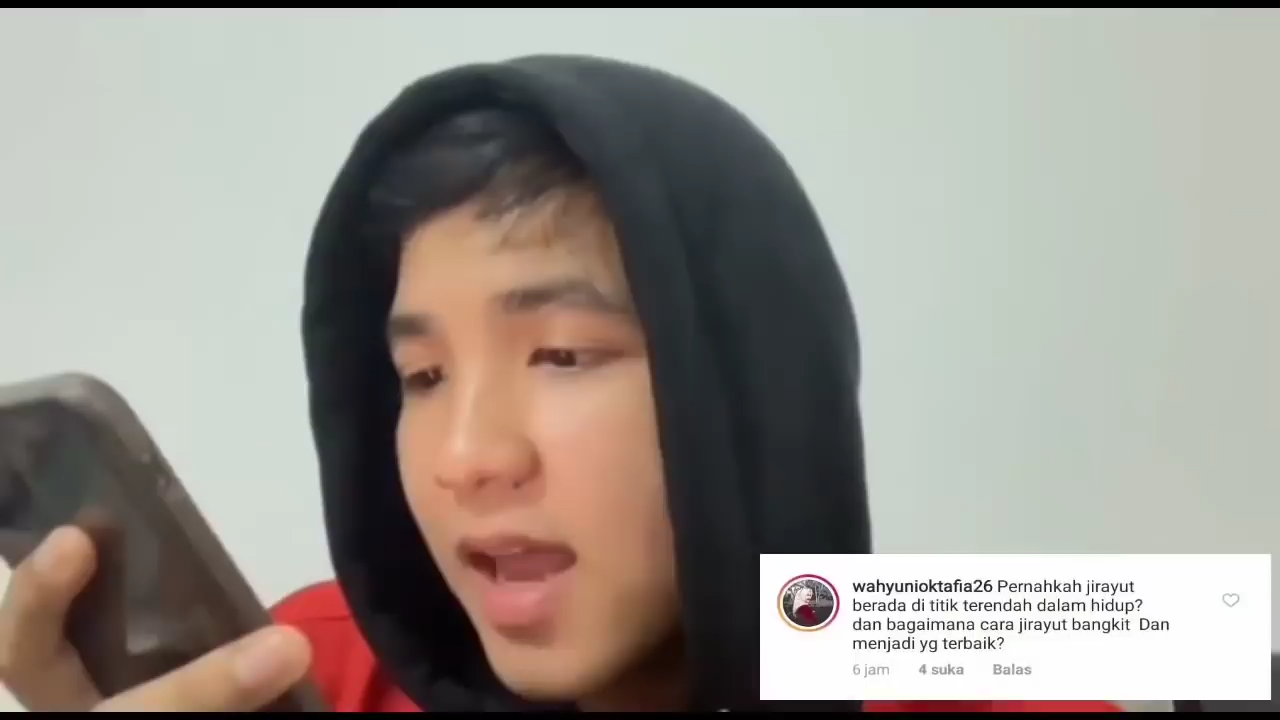 wahyunioktafia26 Pernahkah jirayut
berada di titik terendah dalam hidup?
dan bagaimana cara jirayut bangkit Dan
menjadi yg terbaik?
6 jam 4 suka Balas